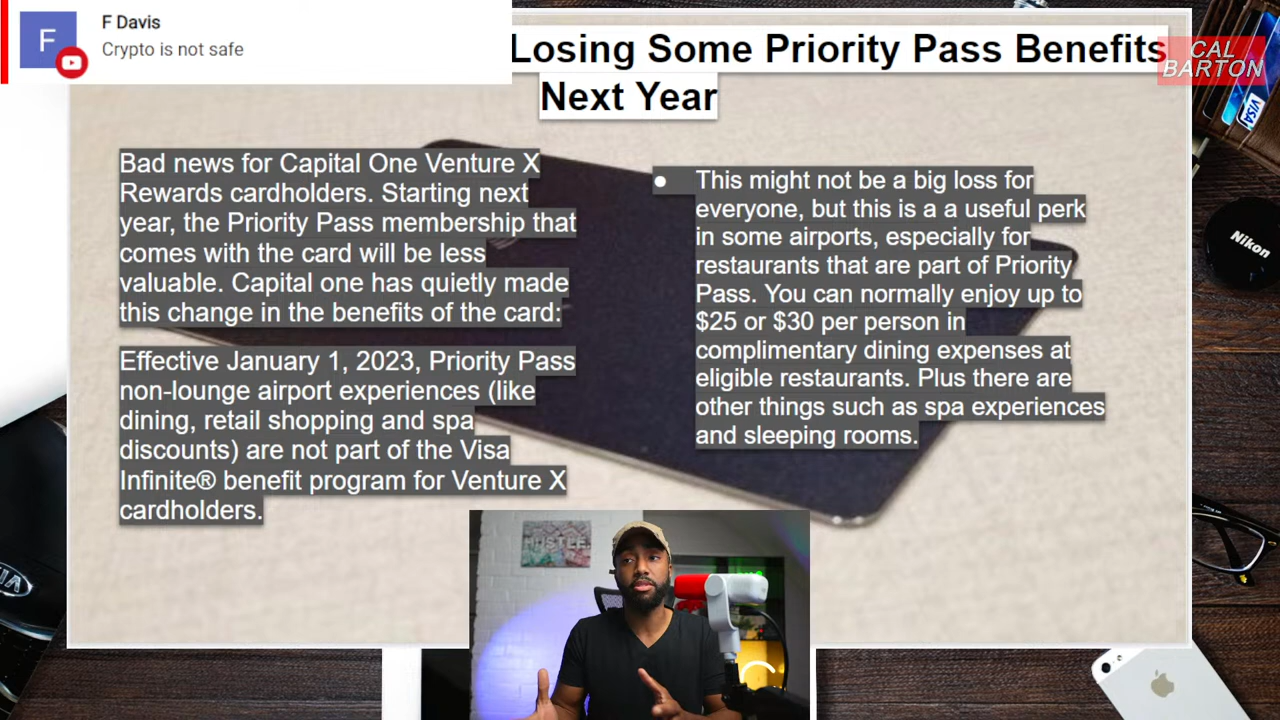 F
F Davis
Crypto is not safe
Losing Some Priority Pass Benefits
Next Year
CAL
BARTON
VISA
Bad news for Capital One Venture X
Rewards cardholders. Starting next
year, the Priority Pass membership that
comes with the card will be less
valuable. Capital one has quietly made
this change in the benefits of the card:
Effective January 1, 2023, Priority Pass
non-lounge airport experiences (like
dining, retail shopping and spa
discounts) are not part of the Visa
Infinite® benefit program for Venture X
cardholders.
● This might not be a big loss for
everyone, but this is a a useful perk
in some airports, especially for
restaurants that are part of Priority
Pass. You can normally enjoy up to
$25 or $30 per person in
complimentary dining expenses at
eligible restaurants. Plus there are
other things such as spa experiences
and sleeping rooms.
Nikon
HUSTLE
KIA